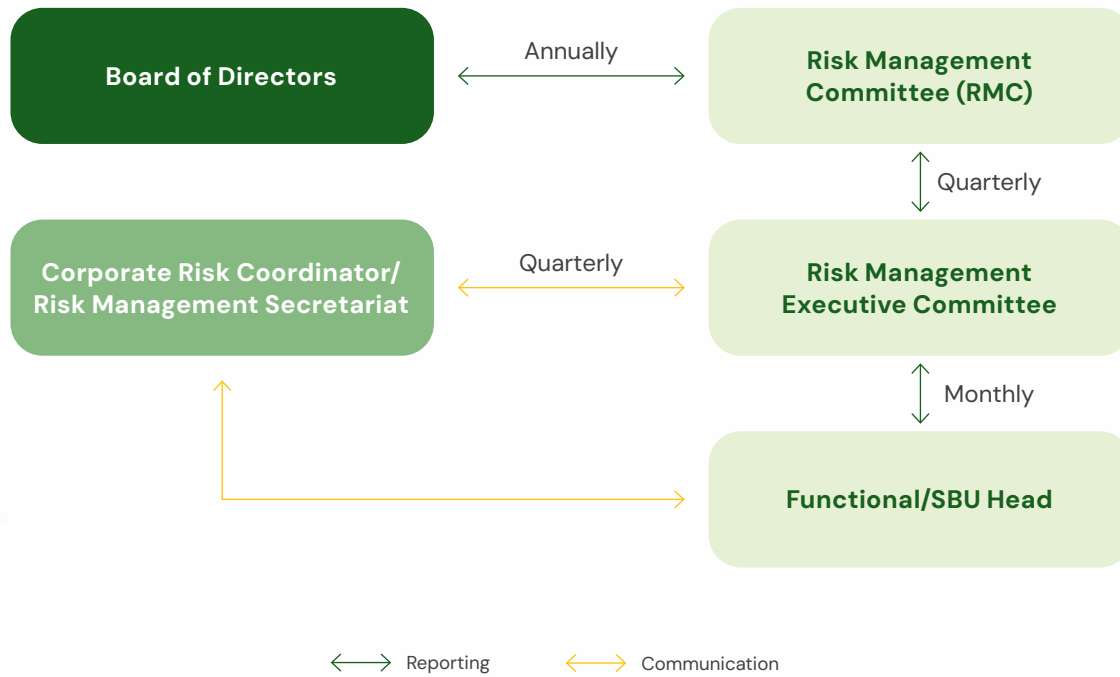 Board of Directors
Annually
Risk Management
Committee (RMC)
Quarterly
Corporate Risk Coordinator/
Risk Management Secretariat
Quarterly
Risk Management
Executive Committee
Monthly
Functional/SBU Head
Reporting
Communication